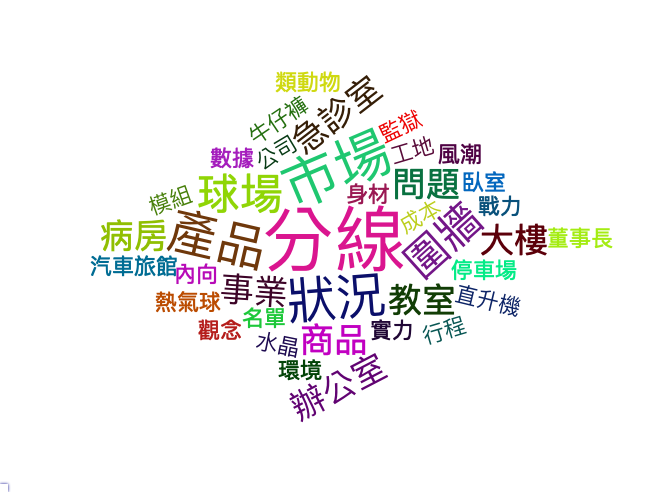 類動物
牛仔褲
急診室
公司
監獄
數據
市場
工地
風潮
模組
球場
身材
問題
臥室
戰力
成本
病房
產品
分線
圍牆
大樓
董事長
汽車旅館
內向
事業
狀況
教室
停車場
直升機
熱氣球
名單
觀念
水晶
商品
實力
行程
環境
辦公室